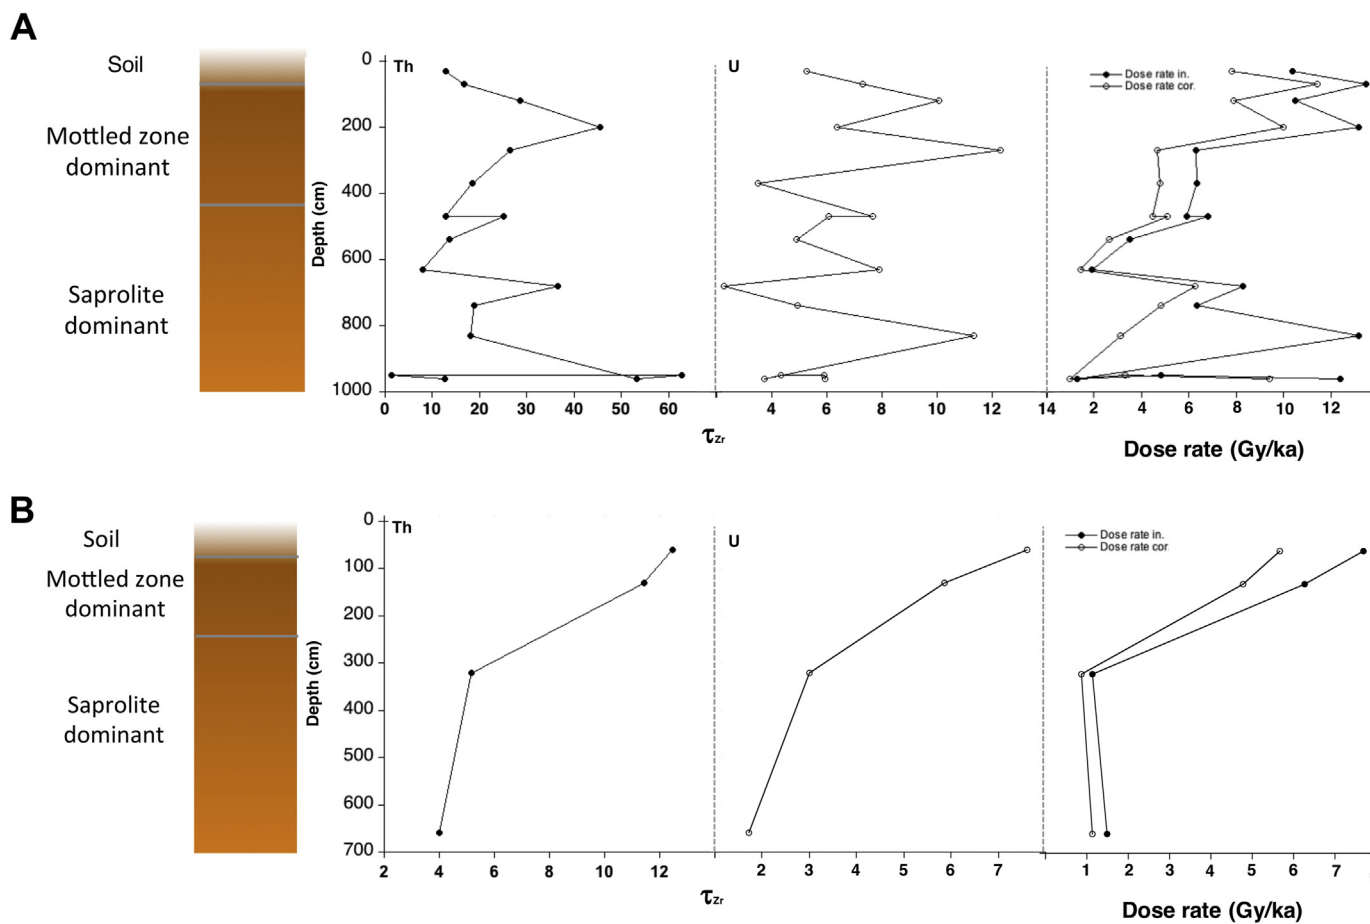 A
Soil
Mottled zone
dominant
Saprolite
dominant
Depth (cm)
0
200
400
600
800
1000
Th
U
Dose rate in.
Dose rate cor.
0 10 20 30 40 50 60
4 6 8 10 12 14
2 4 6 8 10 12
τZr
Dose rate (Gy/ka)
B
Soil
Mottled zone
dominant
Saprolite
dominant
Depth (cm)
0
100
200
300
400
500
600
700
Th
U
Dose rate in.
Dose rate cor.
2 4 6 8 10 12
2 3 4 5 6 7
1 2 3 4 5 6 7
τZr
Dose rate (Gy/ka)